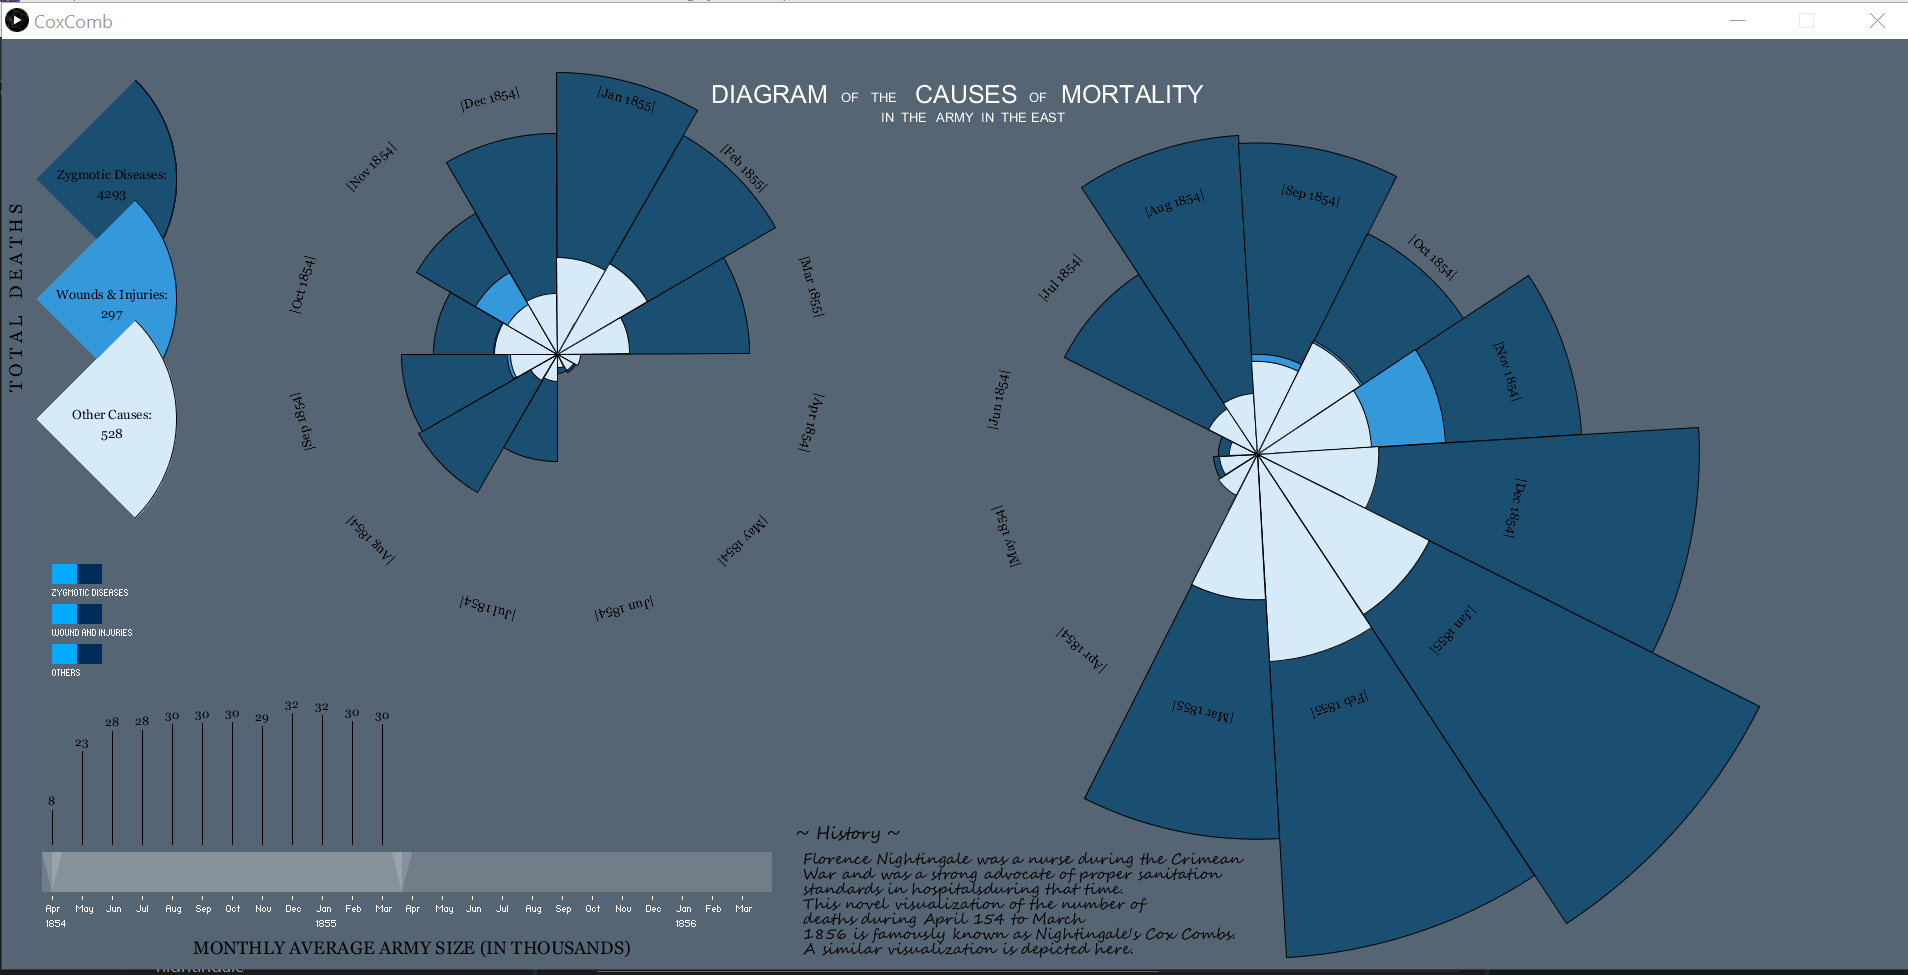 CoxComb
DIAGRAM OF THE CAUSES OF MORTALITY
IN THE ARMY IN THE EAST
TOTAL DEATHS
Zygmotic Diseases:
4293
Wounds & Injuries:
297
Other Causes:
528
ZYGMOTIC DISEASES
WOUND AND INJURIES
OTHERS
|Jan 1855|
|Feb 1855|
|Mar 1855|
|Apr 1854|
|May 1854|
|Jun 1854|
|Jul 1854|
|Aug 1854|
|Sep 1854|
|Oct 1854|
|Nov 1854|
|Dec 1854|
|Apr 1854|
|May 1854|
|Jun 1854|
|Jul 1854|
|Aug 1854|
|Sep 1854|
|Oct 1854|
|Nov 1854|
|Dec 1854|
|Jan 1855|
|Feb 1855|
|Mar 1855|
8 23 28 28 30 30 30 29 32 32 30 30
Apr May Jun Jul Aug Sep Oct Nov Dec Jan Feb Mar Apr May Jun Jul Aug Sep Oct Nov Dec Jan Feb Mar
1854 1855 1856
MONTHLY AVERAGE ARMY SIZE (IN THOUSANDS)
~ History ~
Florence Nightingale was a nurse during the Crimean
War and was a strong advocate of proper sanitation
standards in hospitalsduring that time.
This novel visualization of the number of
deaths during April 154 to March
1856 is famously known as Nightingale's Cox Combs.
A similar visualization is depicted here.